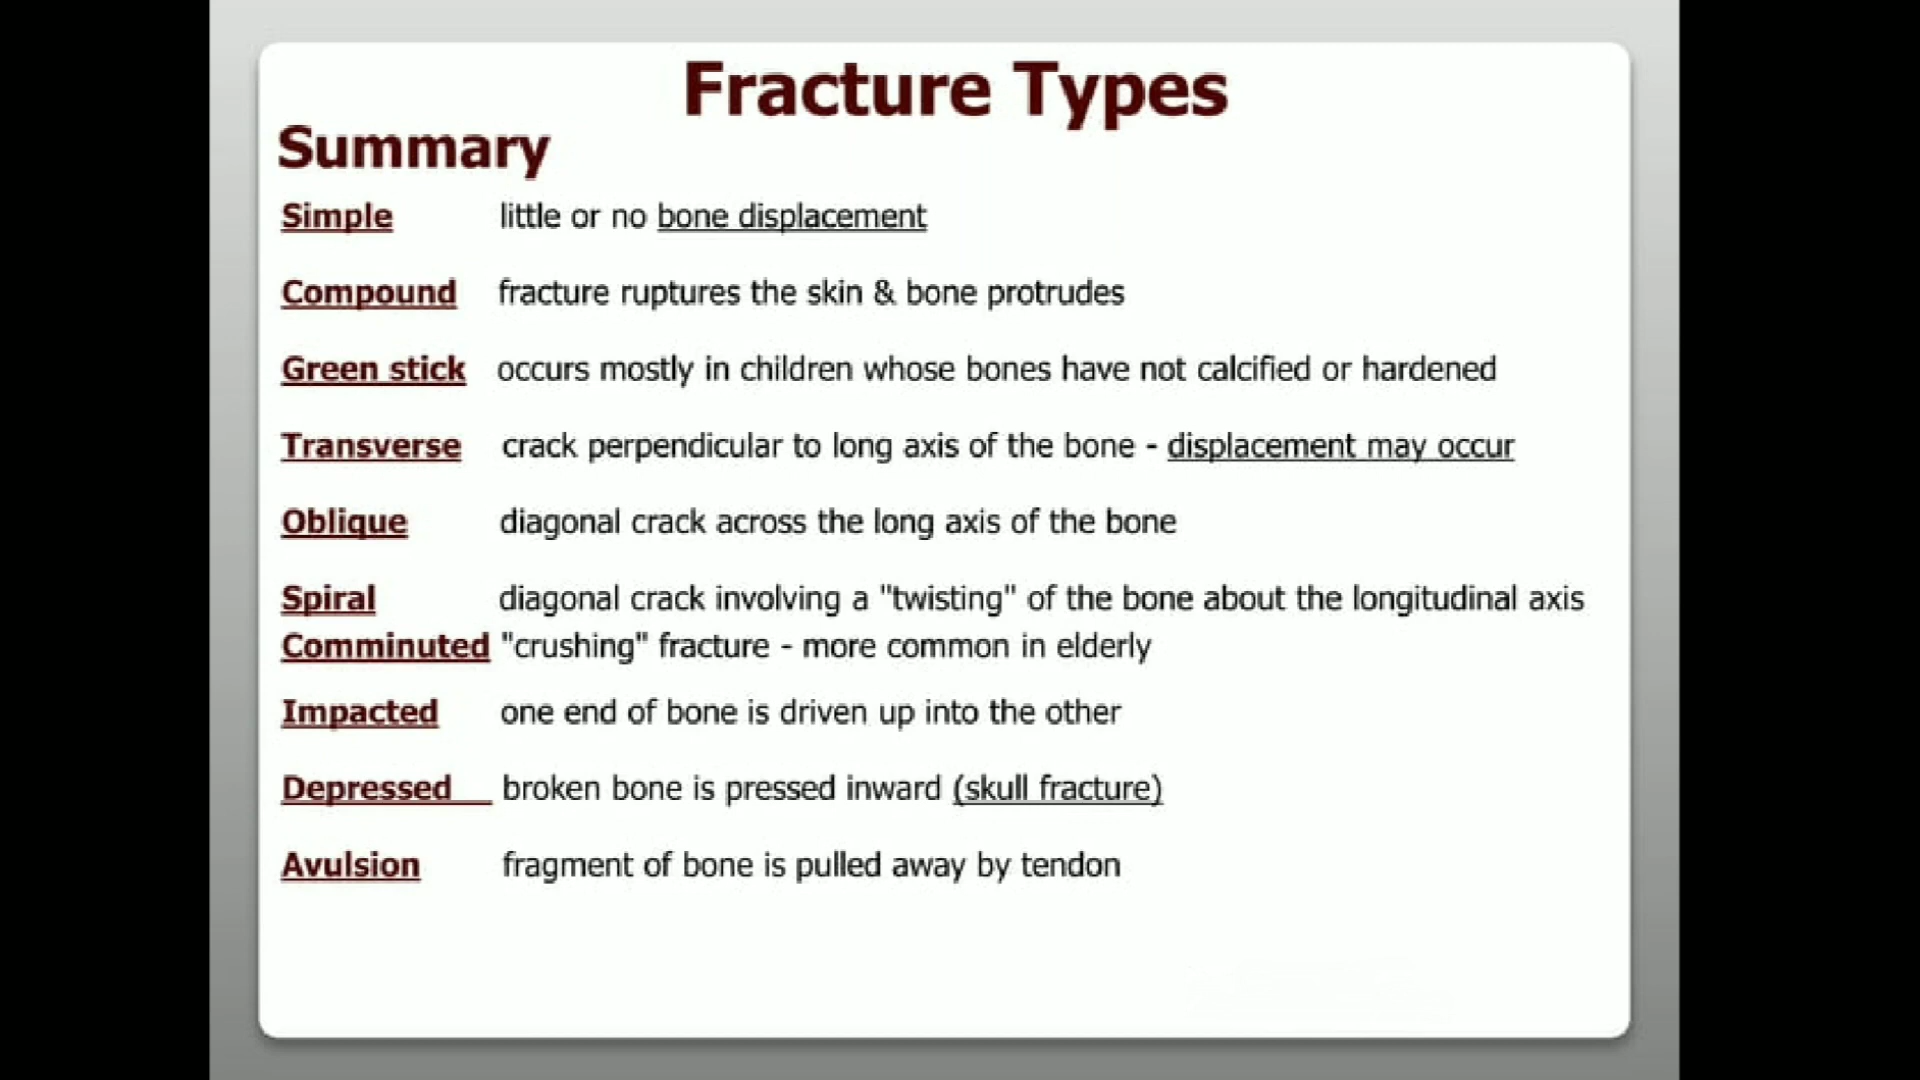 Fracture Types
Summary
Simple little or no bone displacement
Compound fracture ruptures the skin & bone protrudes
Green stick occurs mostly in children whose bones have not calcified or hardened
Transverse crack perpendicular to long axis of the bone - displacement may occur
Oblique diagonal crack across the long axis of the bone
Spiral diagonal crack involving a "twisting" of the bone about the longitudinal axis
Comminuted "crushing" fracture - more common in elderly
Impacted one end of bone is driven up into the other
Depressed broken bone is pressed inward (skull fracture)
Avulsion fragment of bone is pulled away by tendon